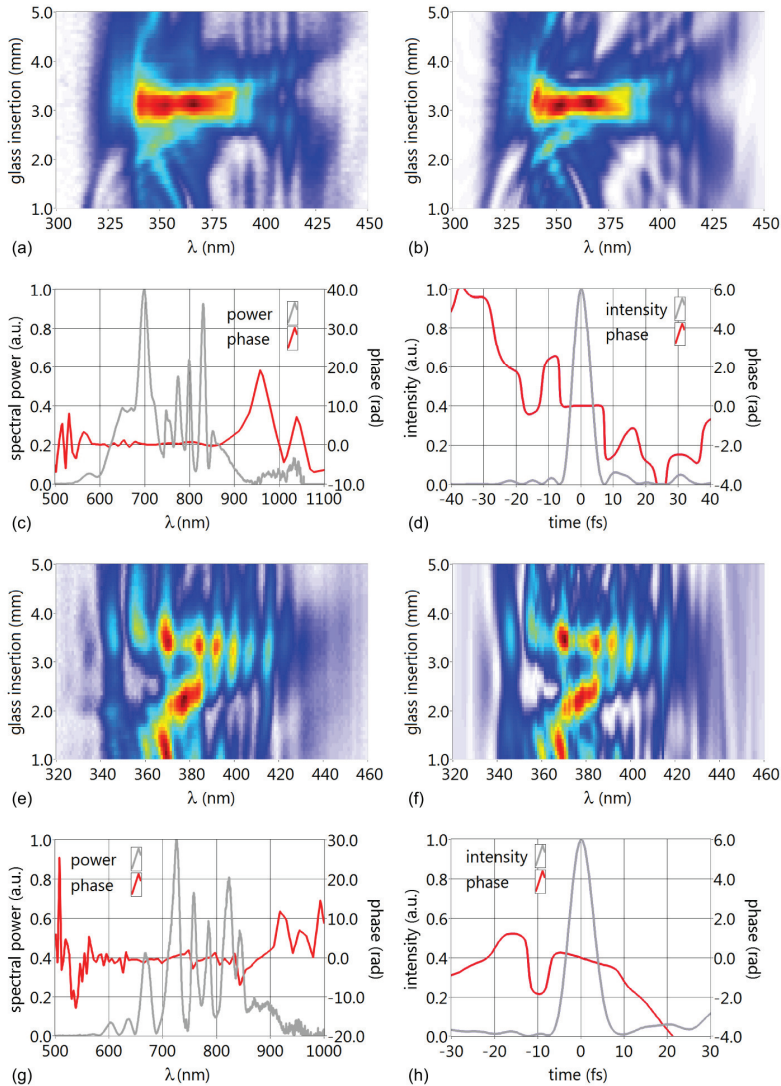 5.0
4.0
3.0
2.0
1.0
glass insertion (mm)
300 325 350 375 400 425 450
(a) λ (nm)
5.0
4.0
3.0
2.0
1.0
glass insertion (mm)
300 325 350 375 400 425 450
(b) λ (nm)
1.0
0.8
0.6
0.4
0.2
0.0
spectral power (a.u.)
power
phase
40.0
30.0
20.0
10.0
0.0
-10.0
phase (rad)
500 600 700 800 900 1000 1100
(c) λ (nm)
1.0
0.8
0.6
0.4
0.2
0.0
intensity (a.u.)
intensity
phase
6.0
4.0
2.0
0.0
-2.0
-4.0
phase (rad)
-40 -30 -20 -10 0 10 20 30 40
(d) time (fs)
5.0
4.0
3.0
2.0
1.0
glass insertion (mm)
320 340 360 380 400 420 440 460
(e) λ (nm)
5.0
4.0
3.0
2.0
1.0
glass insertion (mm)
320 340 360 380 400 420 440 460
(f) λ (nm)
1.0
0.8
0.6
0.4
0.2
0.0
spectral power (a.u.)
power
phase
30.0
20.0
10.0
0.0
-10.0
-20.0
phase (rad)
500 600 700 800 900 1000
(g) λ (nm)
1.0
0.8
0.6
0.4
0.2
0.0
intensity (a.u.)
intensity
phase
6.0
4.0
2.0
0.0
-2.0
-4.0
phase (rad)
-30 -20 -10 0 10 20 30
(h) time (fs)